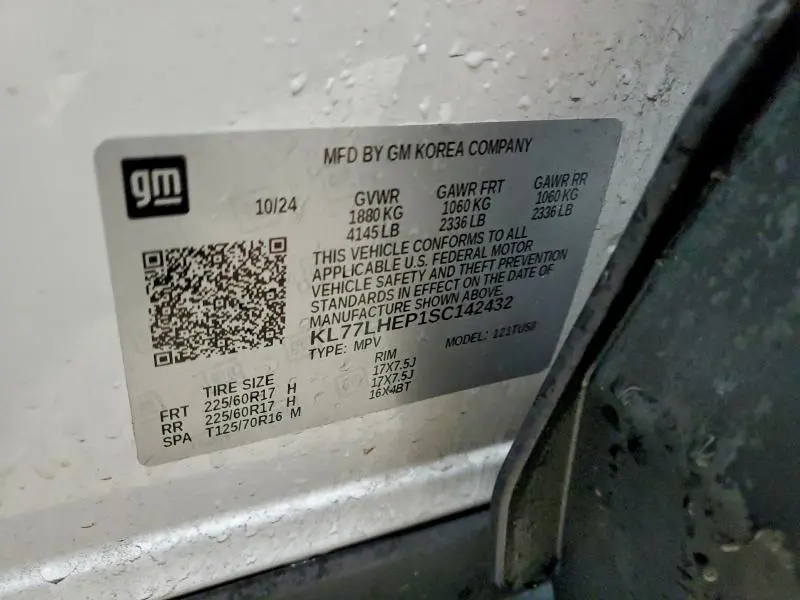 MFD BY GM KOREA COMPANY
gm
10/24
GVWR GAWR FRT GAWR RR
1880 KG 1060 KG 1060 KG
4145 LB 2336 LB 2336 LB
THIS VEHICLE CONFORMS TO ALL
APPLICABLE U.S. FEDERAL MOTOR
VEHICLE SAFETY AND THEFT PREVENTION
STANDARDS IN EFFECT ON THE DATE OF
MANUFACTURE SHOWN ABOVE.
KL77LHEP1SC142432
TYPE: MPV MODEL: 121TU58
TIRE SIZE RIM
FRT 225/60R17 H 17X7.5J
RR 225/60R17 H 17X7.5J
SPA T125/70R16 M 16X4BT